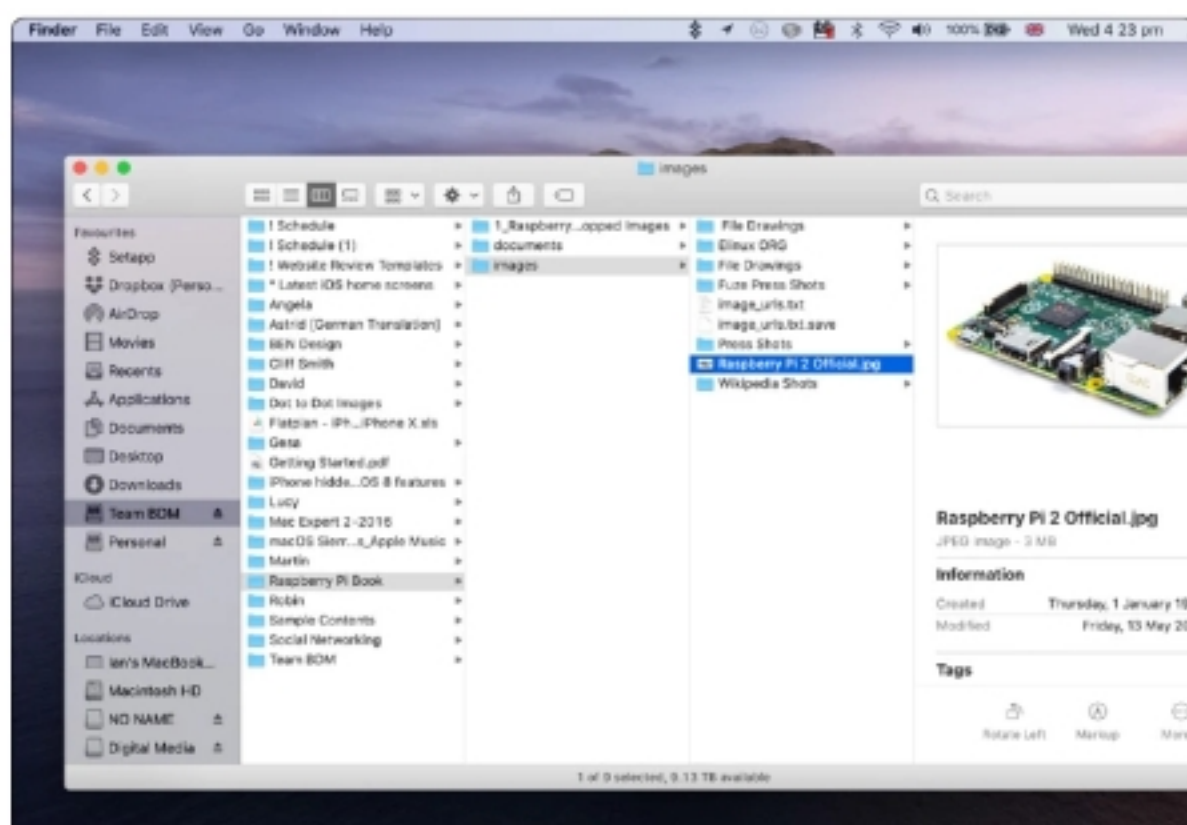 Finder File Edit View Go Window Help
100%
Wed 4 23 pm
images
Search
Favourites
Setapp
Dropbox (Perso...
AirDrop
Movies
Recents
Applications
Documents
Desktop
Downloads
Team BDM
Personal
iCloud
iCloud Drive
Locations
Ian's MacBook...
Macintosh HD
NO NAME
Digital Media
! Schedule
! Schedule (1)
! Website Review Templates
* Latest iOS home screens
Angela
Astrid (German Translation)
BEN Design
Cliff Smith
David
Dot to Dot Images
Flatplan - iPh...iPhone X.xls
Gesa
Getting Started.pdf
iPhone hidde...OS 8 features
Lucy
Mac Expert 2-2016
macOS Sierr...s_Apple Music
Martin
Raspberry Pi Book
Robin
Sample Contents
Social Networking
Team BDM
1_Raspberry...opped Images
documents
images
File Drawings
Elinux ORG
File Drawings
Fuze Press Shots
image_urls.txt
image_urls.txt.save
Press Shots
Raspberry Pi 2 Official.jpg
Wikipedia Shots
Raspberry Pi 2 Official.jpg
JPEG image - 3 MB
Information
Created Thursday, 1 January 19
Modified Friday, 13 May 20
Tags
Rotate Left
Markup
More
1 of 9 selected, 9.13 TB available